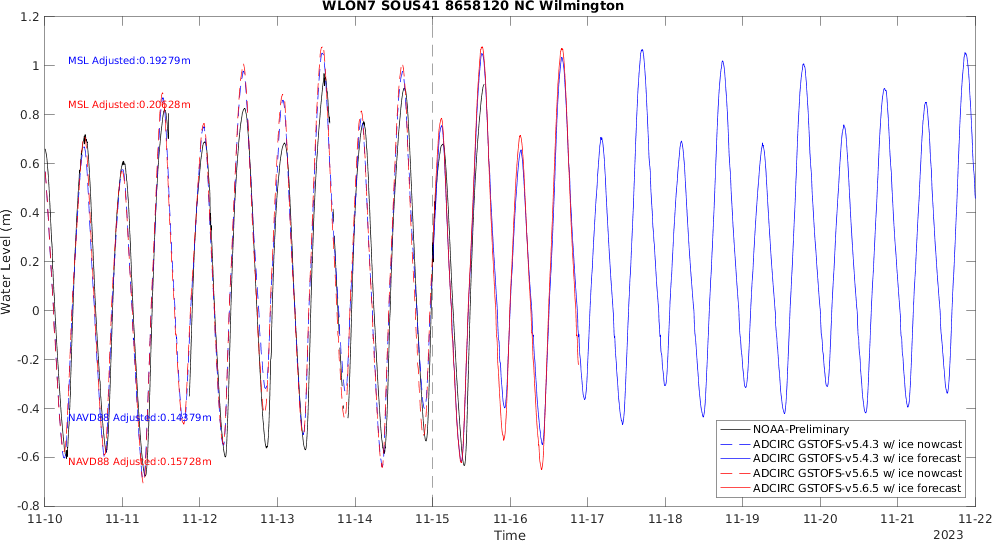 WLON7 SOUS41 8658120 NC Wilmington
1.2
1
0.8
0.6
0.4
0.2
0
-0.2
-0.4
-0.6
-0.8
Water Level (m)
MSL Adjusted:0.19279m
MSL Adjusted:0.20628m
NAVD88 Adjusted:0.14379m
NAVD88 Adjusted:0.15728m
NOAA-Preliminary
ADCIRC GSTOFS-v5.4.3 w/ ice nowcast
ADCIRC GSTOFS-v5.4.3 w/ ice forecast
ADCIRC GSTOFS-v5.6.5 w/ ice nowcast
ADCIRC GSTOFS-v5.6.5 w/ ice forecast
11-10 11-11 11-12 11-13 11-14 11-15 11-16 11-17 11-18 11-19 11-20 11-21 11-22
Time
2023